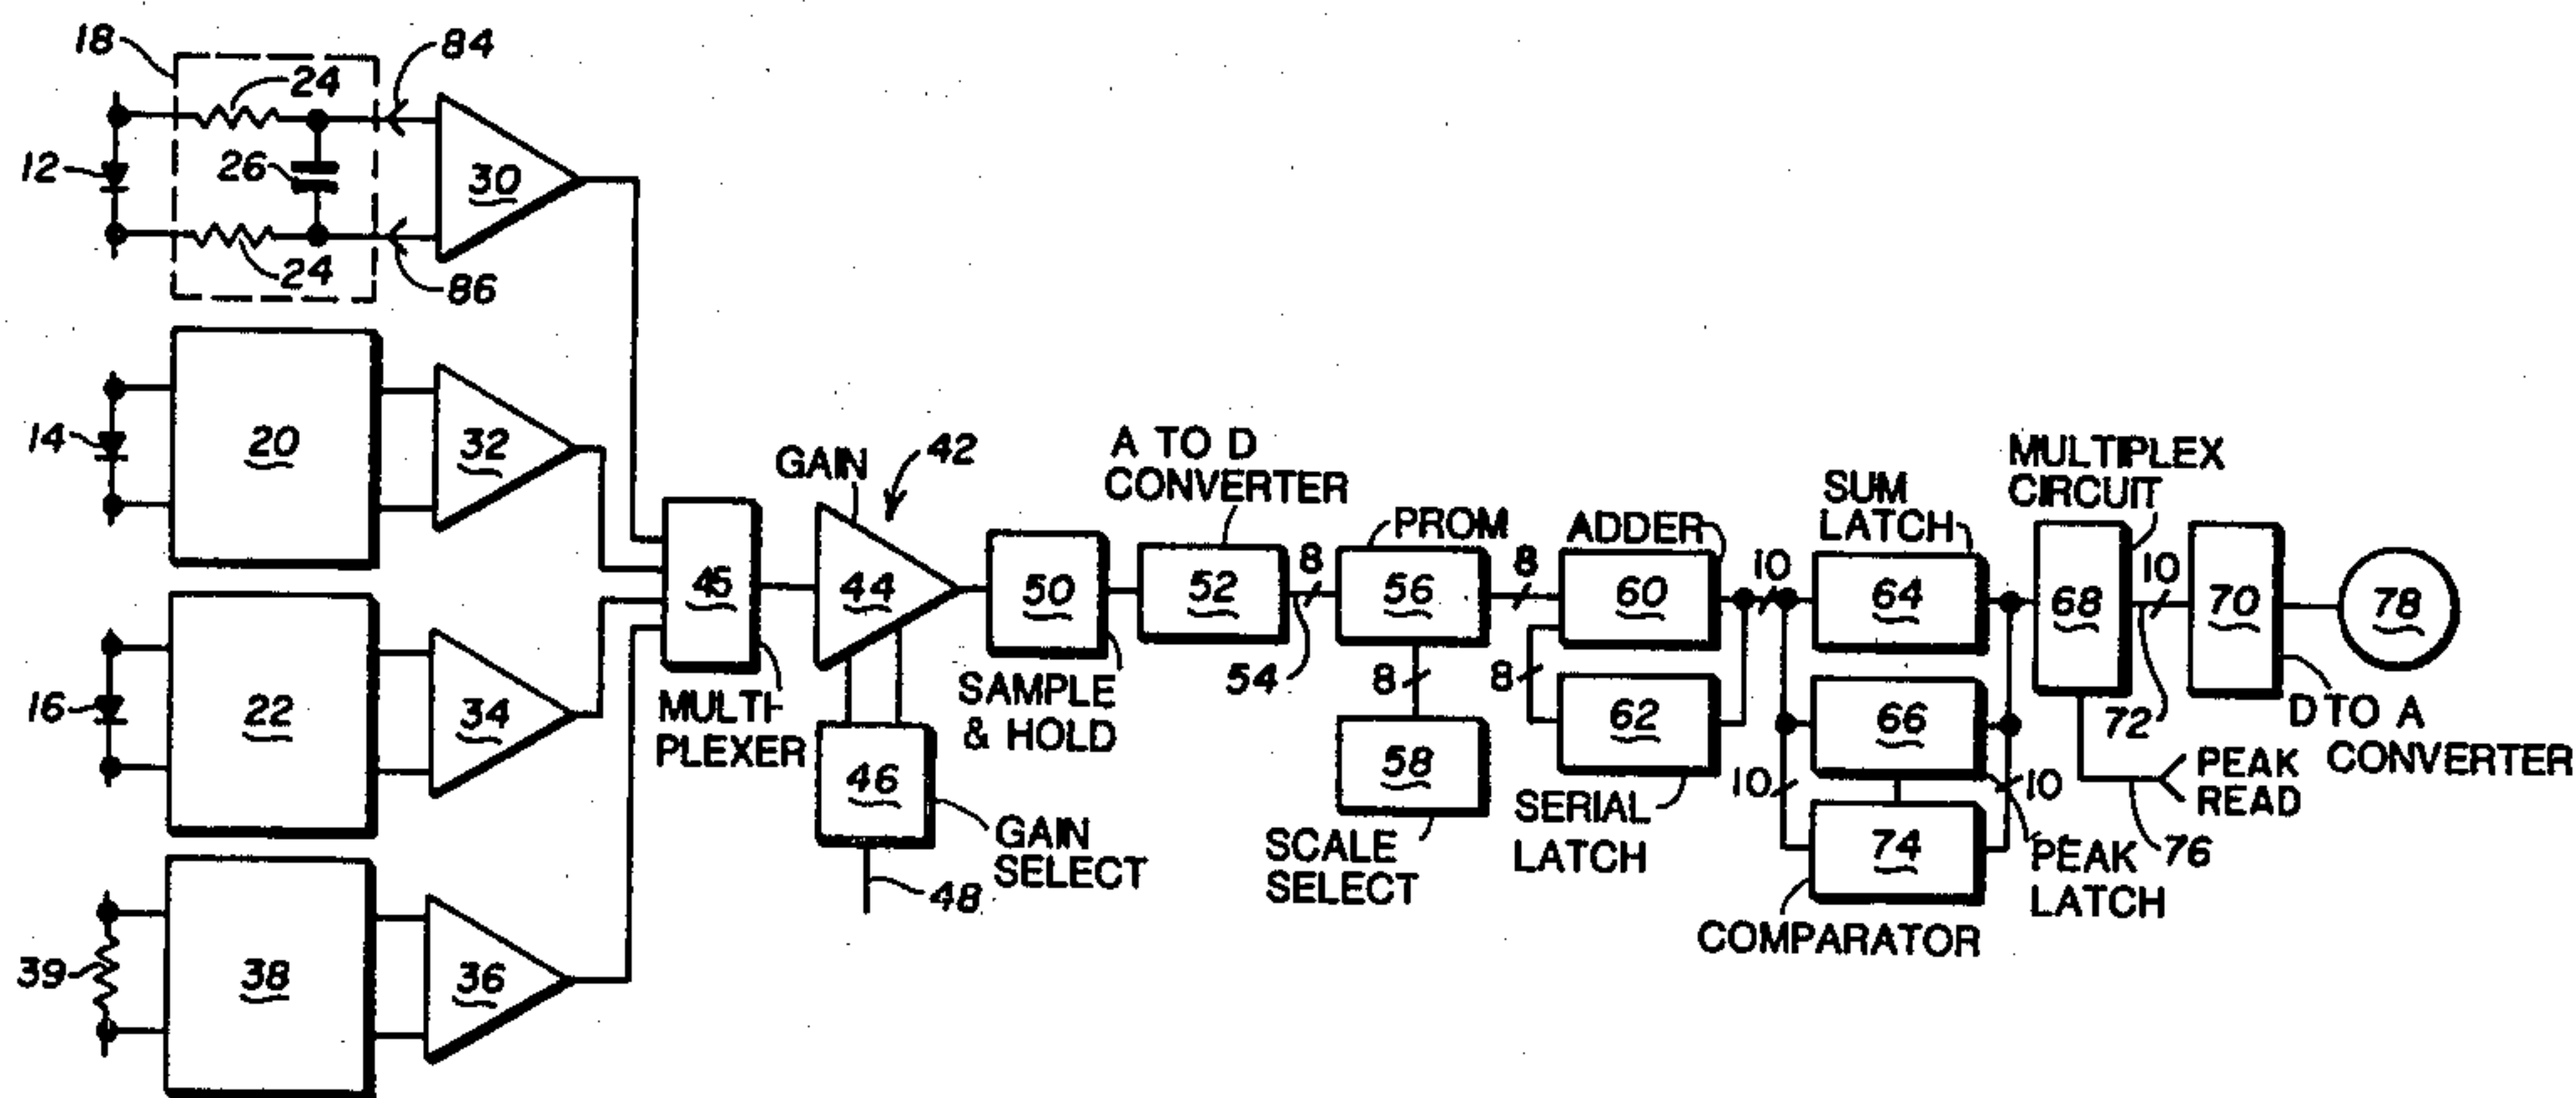 18
24
84
12
26
30
24
86
14
20
32
16
22
34
39
38
36
45
MULTI-
PLEXER
GAIN
42
44
46
GAIN
SELECT
48
50
SAMPLE
& HOLD
A TO D
CONVERTER
52
8
54
PROM
56
8
8
58
SCALE
SELECT
ADDER
60
8
62
SERIAL
LATCH
10
SUM
LATCH
64
66
10
10
74
COMPARATOR
PEAK
LATCH
MULTIPLEX
CIRCUIT
68
10
72
PEAK
READ
76
70
D TO A
CONVERTER
78